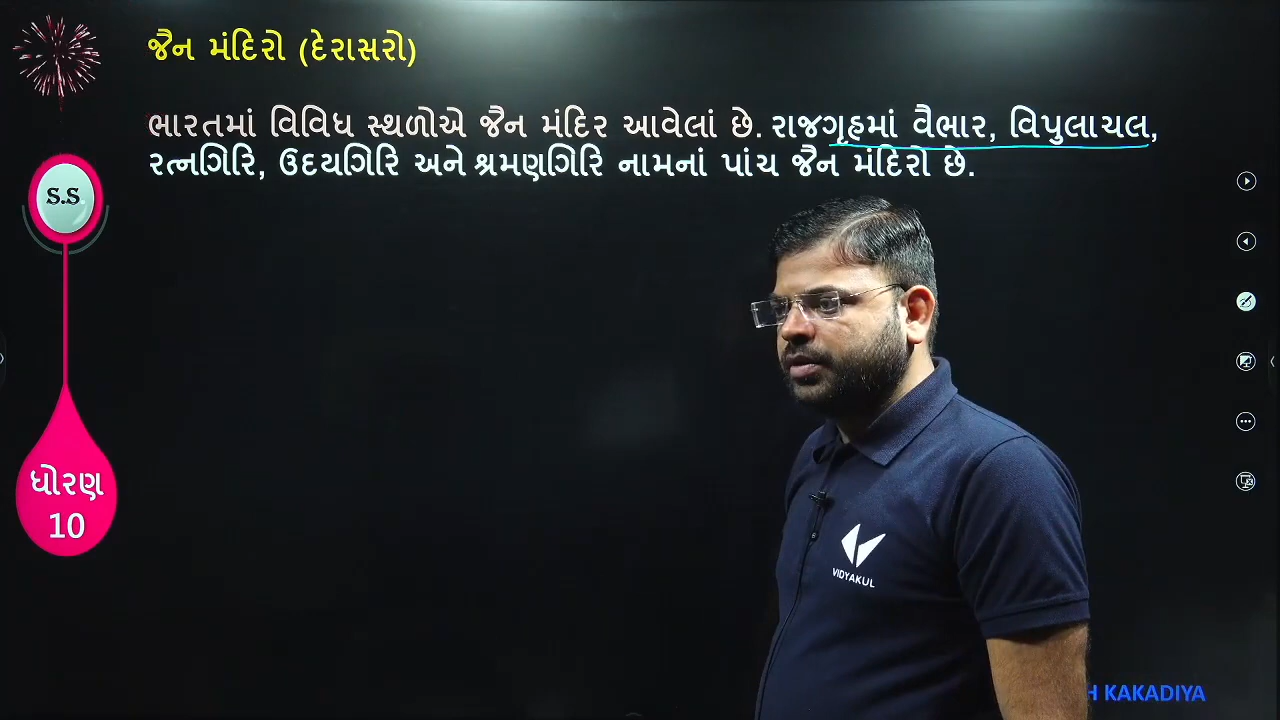 જૈન મંદિરો (દેરાસરો)
ભારતમાં વિવિધ સ્થળોએ જૈન મંદિર આવેલાં છે. રાજગૃહમાં વૈભાર, વિપુલાચલ,
રત્નગિરિ, ઉદયગિરિ અને શ્રમણગિરિ નામનાં પાંચ જૈન મંદિરો છે.
S.S.
ધોરણ
10
VIDYAKUL
H KAKADIYA